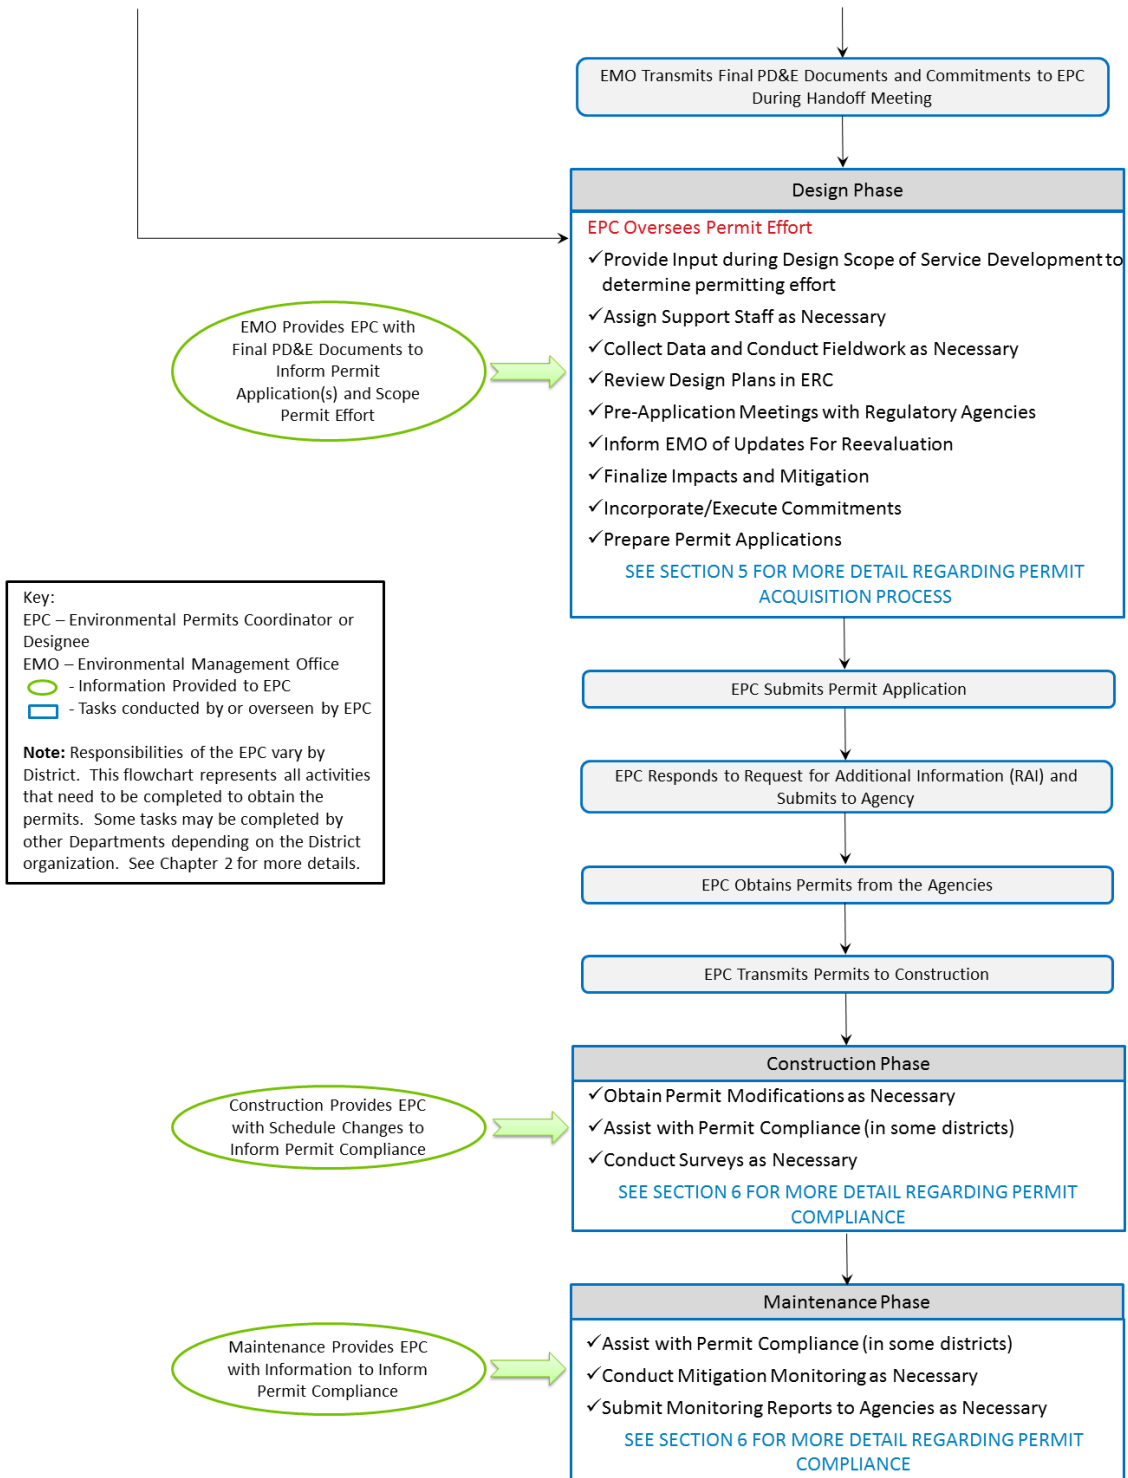 EMO Transmits Final PD&E Documents and Commitments to EPC
During Handoff Meeting
Design Phase
EPC Oversees Permit Effort
✓Provide Input during Design Scope of Service Development to
determine permitting effort
✓Assign Support Staff as Necessary
✓Collect Data and Conduct Fieldwork as Necessary
✓Review Design Plans in ERC
✓Pre-Application Meetings with Regulatory Agencies
✓Inform EMO of Updates For Reevaluation
✓Finalize Impacts and Mitigation
✓Incorporate/Execute Commitments
✓Prepare Permit Applications
SEE SECTION 5 FOR MORE DETAIL REGARDING PERMIT
ACQUISITION PROCESS
EMO Provides EPC with
Final PD&E Documents to
Inform Permit
Application(s) and Scope
Permit Effort
Key:
EPC – Environmental Permits Coordinator or
Designee
EMO – Environmental Management Office
- Information Provided to EPC
- Tasks conducted by or overseen by EPC
Note: Responsibilities of the EPC vary by
District. This flowchart represents all activities
that need to be completed to obtain the
permits. Some tasks may be completed by
other Departments depending on the District
organization. See Chapter 2 for more details.
EPC Submits Permit Application
EPC Responds to Request for Additional Information (RAI) and
Submits to Agency
EPC Obtains Permits from the Agencies
EPC Transmits Permits to Construction
Construction Phase
✓Obtain Permit Modifications as Necessary
✓Assist with Permit Compliance (in some districts)
✓Conduct Surveys as Necessary
SEE SECTION 6 FOR MORE DETAIL REGARDING PERMIT
COMPLIANCE
Construction Provides EPC
with Schedule Changes to
Inform Permit Compliance
Maintenance Phase
✓Assist with Permit Compliance (in some districts)
✓Conduct Mitigation Monitoring as Necessary
✓Submit Monitoring Reports to Agencies as Necessary
SEE SECTION 6 FOR MORE DETAIL REGARDING PERMIT
COMPLIANCE
Maintenance Provides EPC
with Information to Inform
Permit Compliance